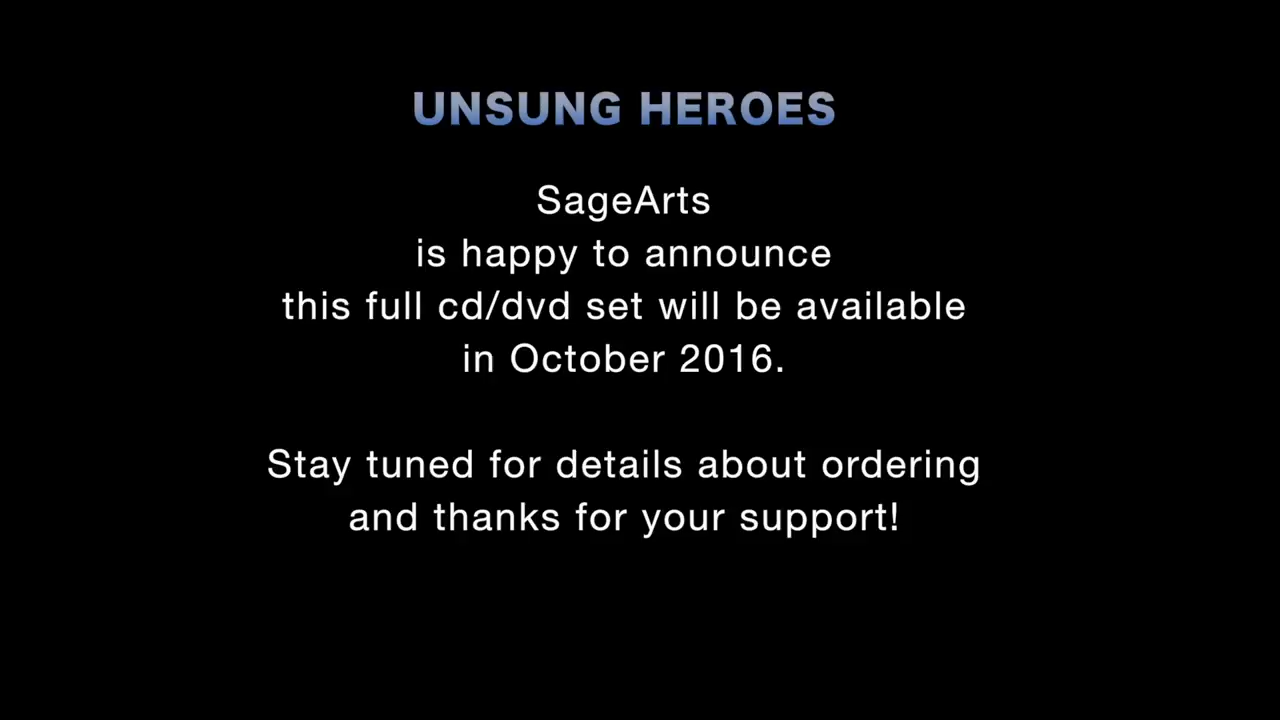 UNSUNG HEROES
SageArts
is happy to announce
this full cd/dvd set will be available
in October 2016.
Stay tuned for details about ordering
and thanks for your support!